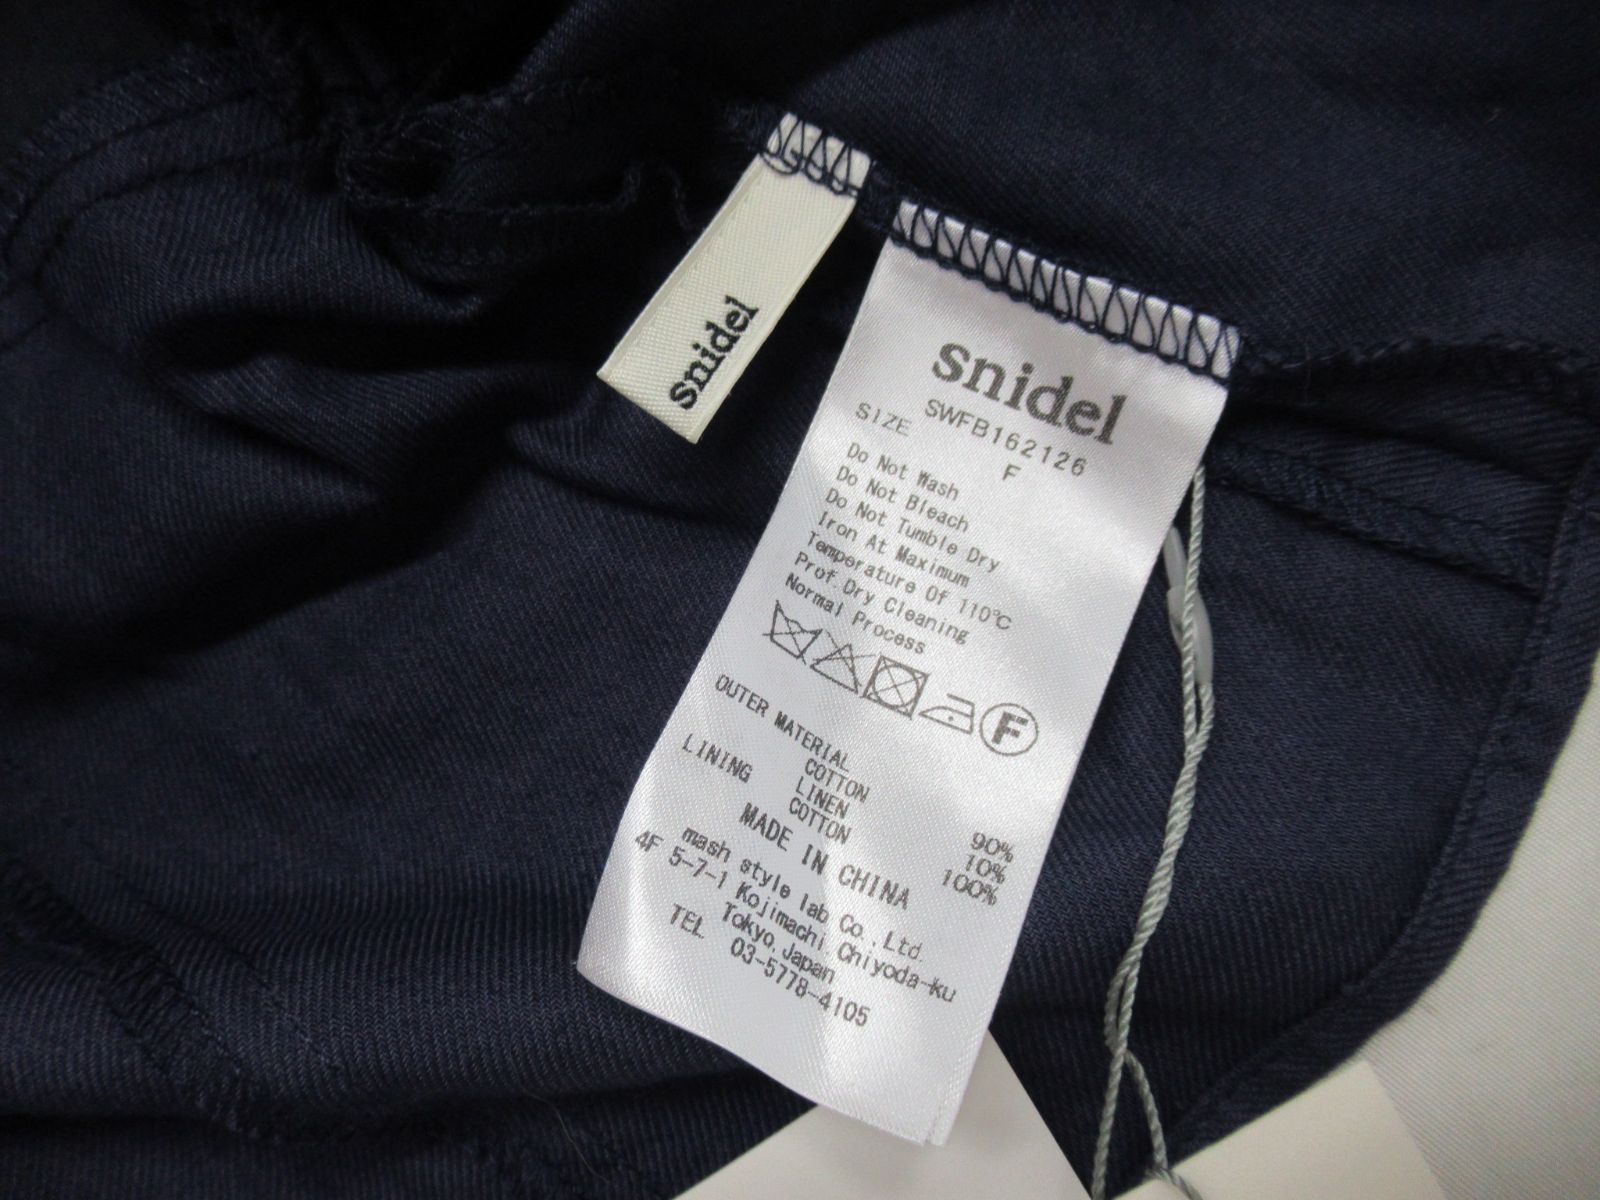 snidel
snidel
SWFB162126
SIZE F
Do Not Wash
Do Not Bleach
Do Not Tumble Dry
Iron At Maximum
Temperature Of 110℃
Prof.Dry Cleaning
Normal Process
F
OUTER MATERIAL
COTTON 90%
LINEN 10%
LINING COTTON 100%
MADE IN CHINA
mash style lab Co.,Ltd.
4F 5-7-1 Kojimachi,Chiyoda-ku
Tokyo,Japan
TEL 03-5778-4105